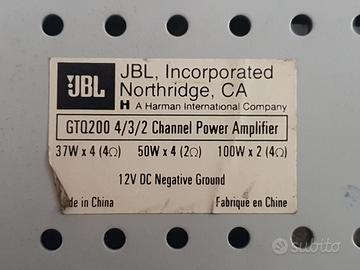 JBL
JBL, Incorporated
Northridge, CA
H A Harman International Company
GTQ200 4/3/2 Channel Power Amplifier
37W x 4 (4Ω) 50W x 4 (2Ω) 100W x 2 (4Ω)
12V DC Negative Ground
ade in China Fabrique en Chine
subito